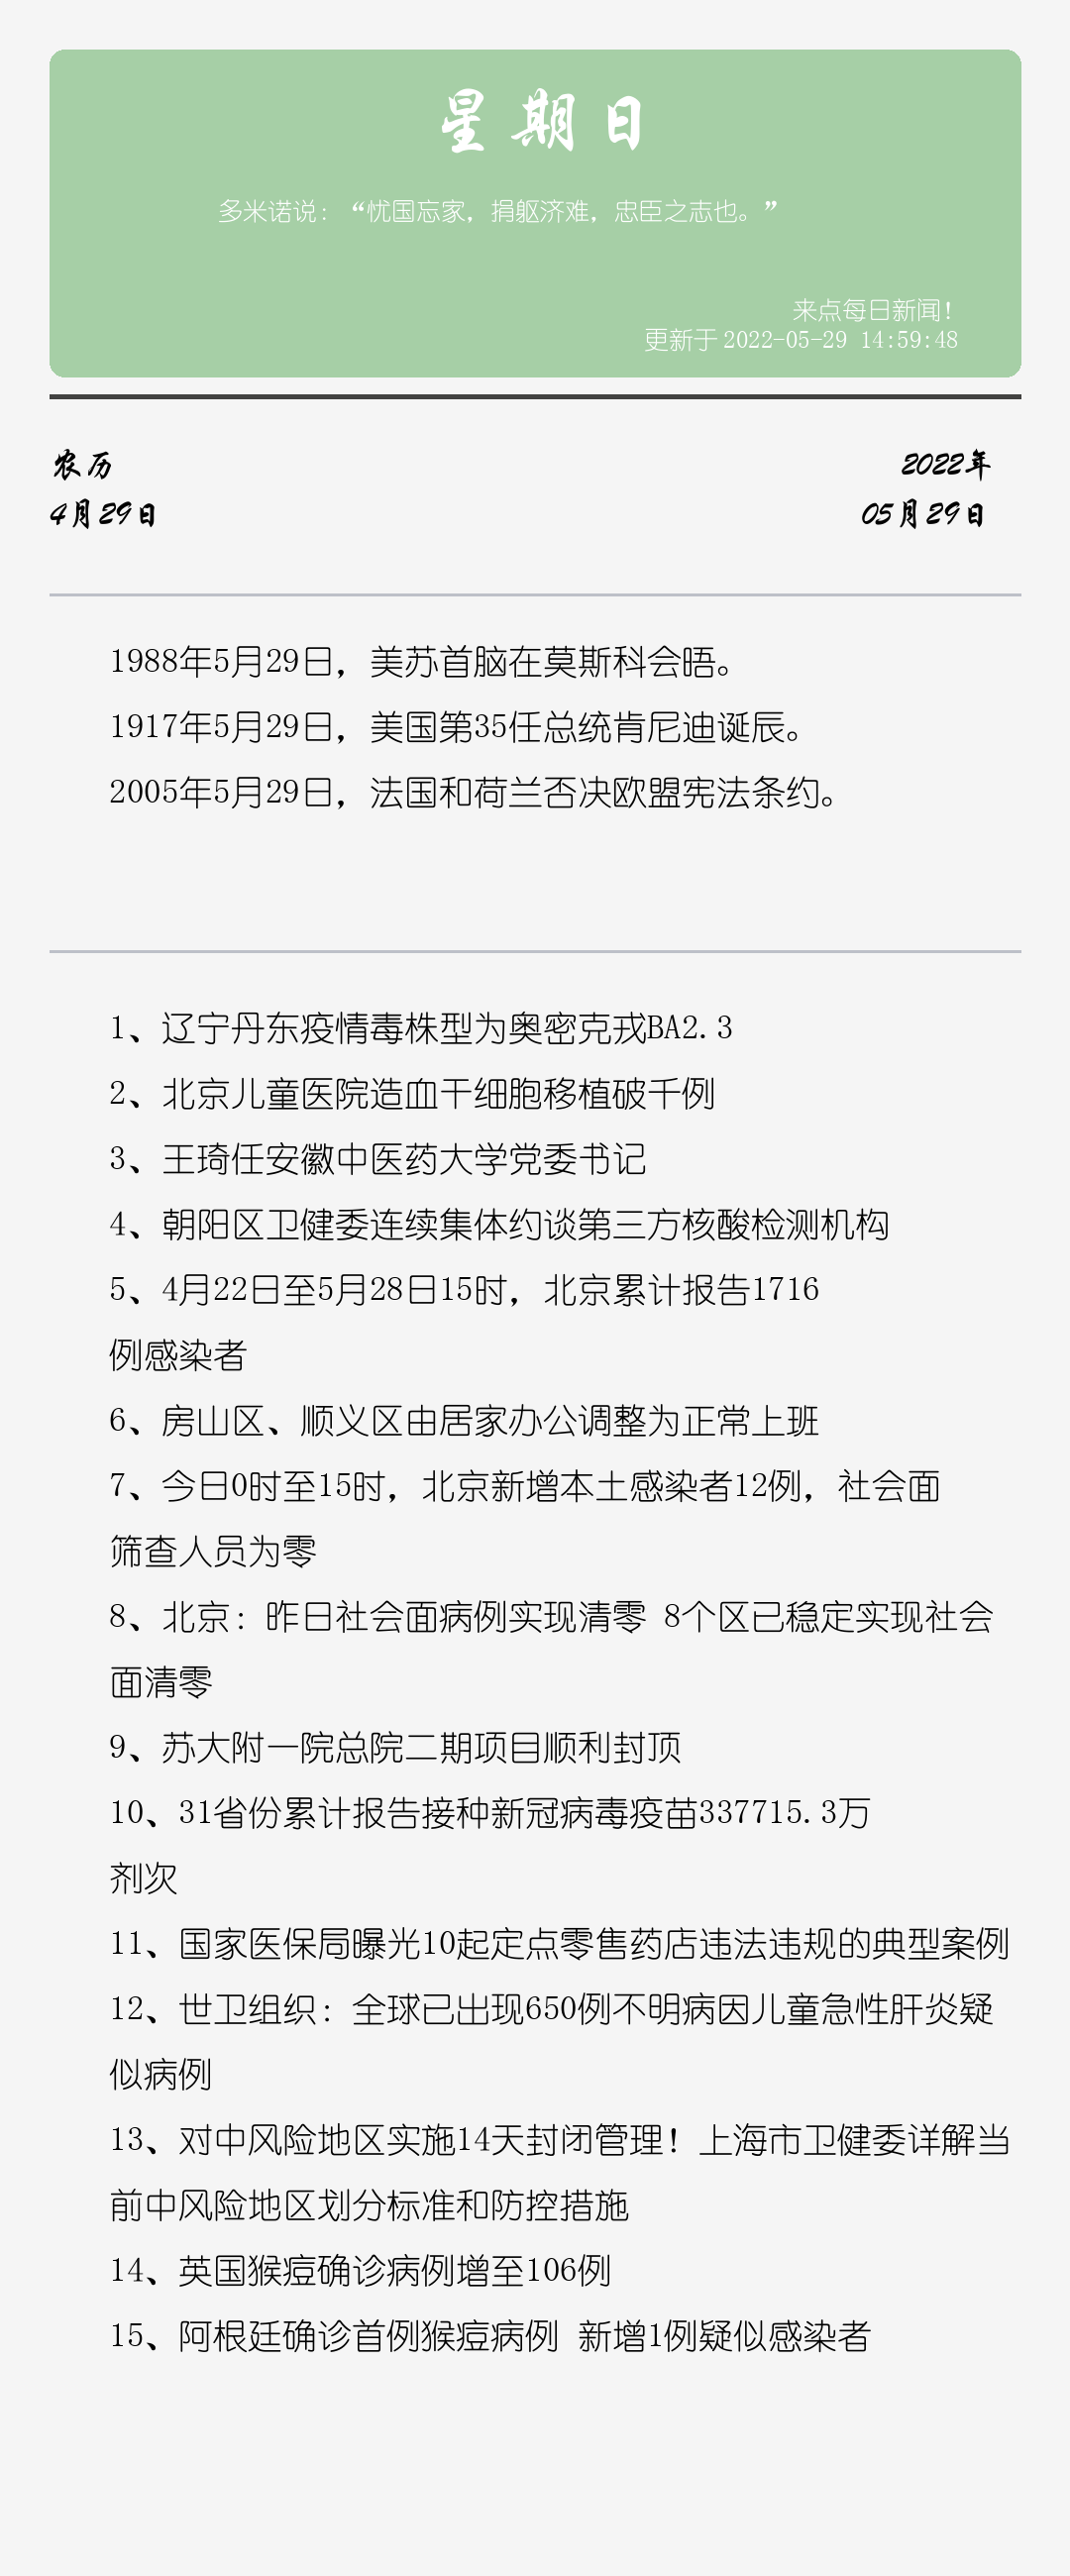 星期日
多米诺说：“忧国忘家，捐躯济难，忠臣之志也。”
来点每日新闻！
更新于 2022-05-29 14:59:48
农历
2022年
4月29日
05月29日
1988年5月29日，美苏首脑在莫斯科会晤。
1917年5月29日，美国第35任总统肯尼迪诞辰。
2005年5月29日，法国和荷兰否决欧盟宪法条约。
1、辽宁丹东疫情毒株型为奥密克戎BA2.3
2、北京儿童医院造血干细胞移植破千例
3、王琦任安徽中医药大学党委书记
4、朝阳区卫健委连续集体约谈第三方核酸检测机构
5、4月22日至5月28日15时，北京累计报告1716
例感染者
6、房山区、顺义区由居家办公调整为正常上班
7、今日0时至15时，北京新增本土感染者12例，社会面
筛查人员为零
8、北京：昨日社会面病例实现清零 8个区已稳定实现社会
面清零
9、苏大附一院总院二期项目顺利封顶
10、31省份累计报告接种新冠病毒疫苗337715.3万
剂次
11、国家医保局曝光10起定点零售药店违法违规的典型案例
12、世卫组织：全球已出现650例不明病因儿童急性肝炎疑
似病例
13、对中风险地区实施14天封闭管理！上海市卫健委详解当
前中风险地区划分标准和防控措施
14、英国猴痘确诊病例增至106例
15、阿根廷确诊首例猴痘病例 新增1例疑似感染者